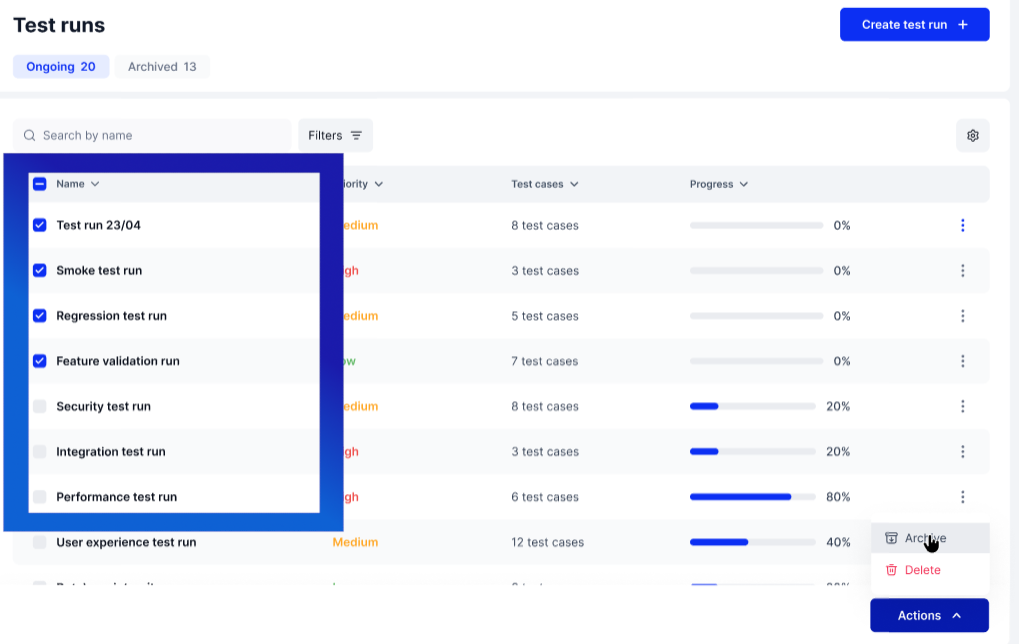 Test runs
Create test run +
Ongoing 20 Archived 13
Search by name Filters
Name iority Test cases Progress
Test run 23/04 edium 8 test cases 0%
Smoke test run gh 3 test cases 0%
Regression test run edium 5 test cases 0%
Feature validation run ow 7 test cases 0%
Security test run edium 8 test cases 20%
Integration test run gh 3 test cases 20%
Performance test run gh 6 test cases 80%
User experience test run Medium 12 test cases 40%
Archive
Delete
Actions